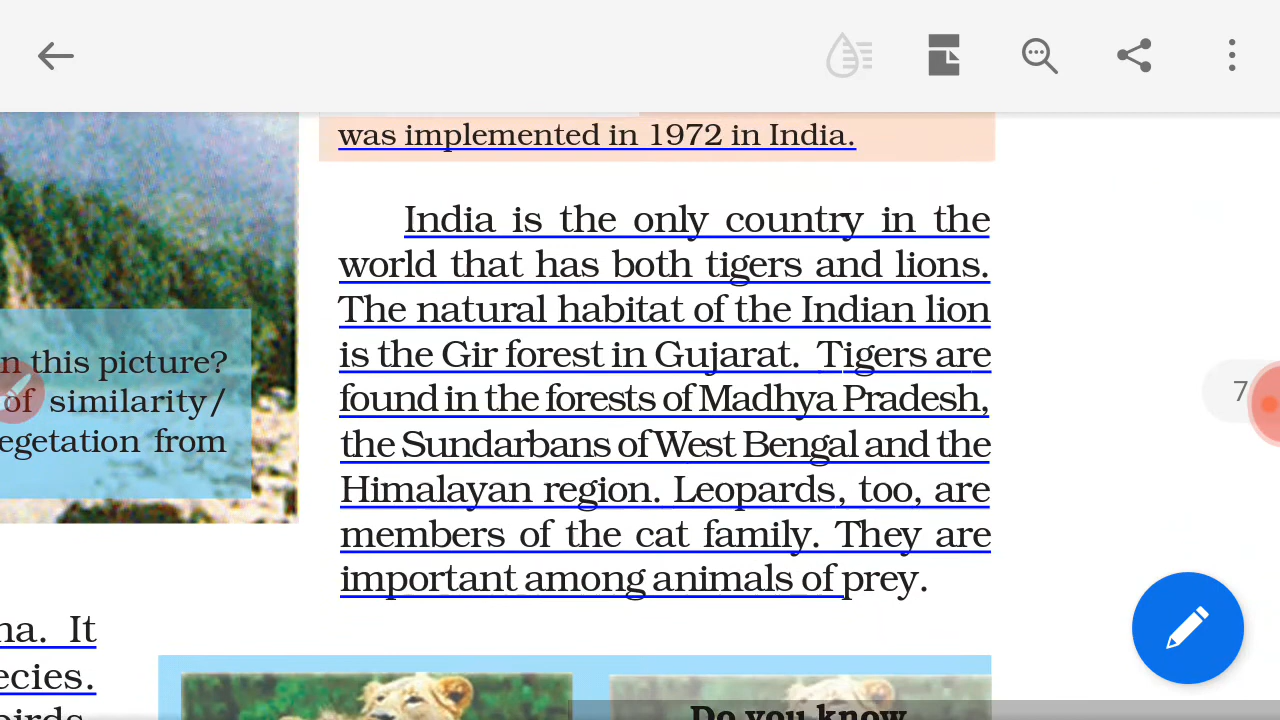 was implemented in 1972 in India.
India is the only country in the
world that has both tigers and lions.
The natural habitat of the Indian lion
is the Gir forest in Gujarat. Tigers are
found in the forests of Madhya Pradesh,
the Sundarbans of West Bengal and the
Himalayan region. Leopards, too, are
members of the cat family. They are
important among animals of prey.
n this picture?
of similarity/
egetation from
na. It
ecies.
birds,
7
Do you know